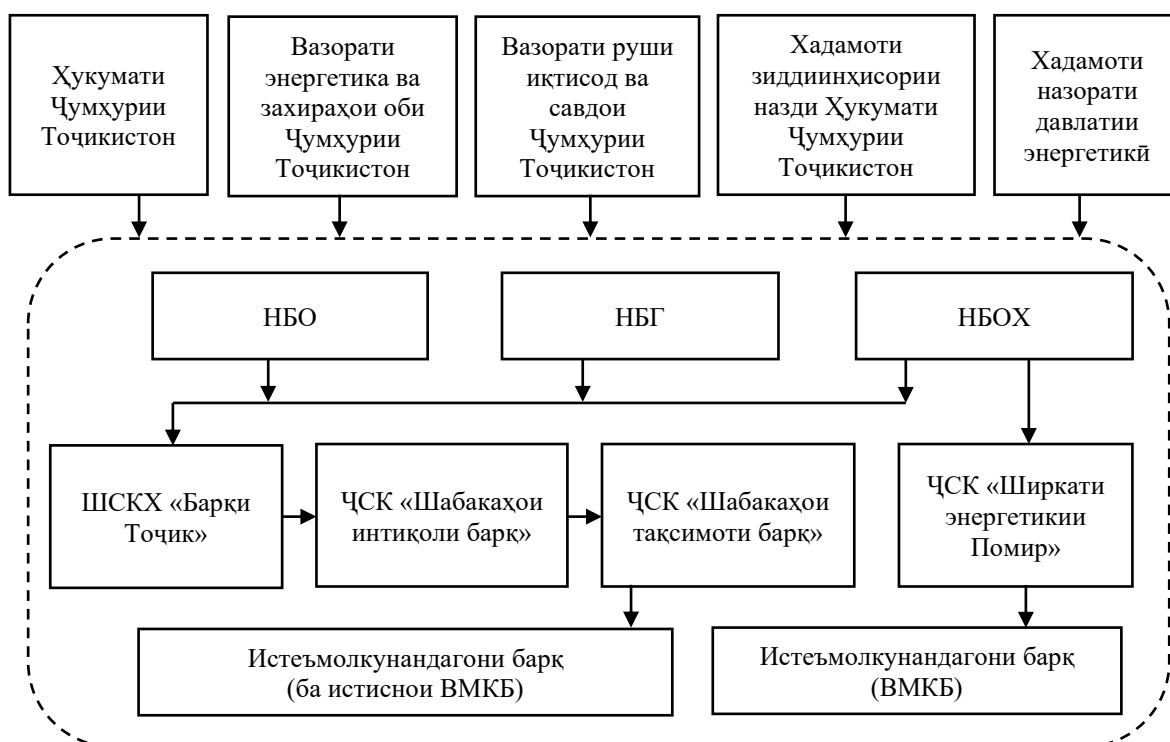 Ҳукумати
Ҷумҳурии
Тоҷикистон
Вазорати
энергетика ва
захираҳои оби
Ҷумҳурии
Тоҷикистон
Вазорати руши
иқтисод ва
савдои
Ҷумҳурии
Тоҷикистон
Хадамоти
зиддиинҳисории
назди Ҳукумати
Ҷумҳурии
Тоҷикистон
Хадамоти
назорати
давлатии
энергетикӣ
НБО
НБГ
НБОХ
ШСКХ «Барқи
Тоҷик»
ҶСК «Шабакаҳои
интиқоли барқ»
ҶСК «Шабакаҳои
тақсимоти барқ»
ҶСК «Ширкати
энергетикии
Помир»
Истеъмолкунандагони барқ
(ба истиснои ВМКБ)
Истеъмолкунандагони барқ
(ВМКБ)